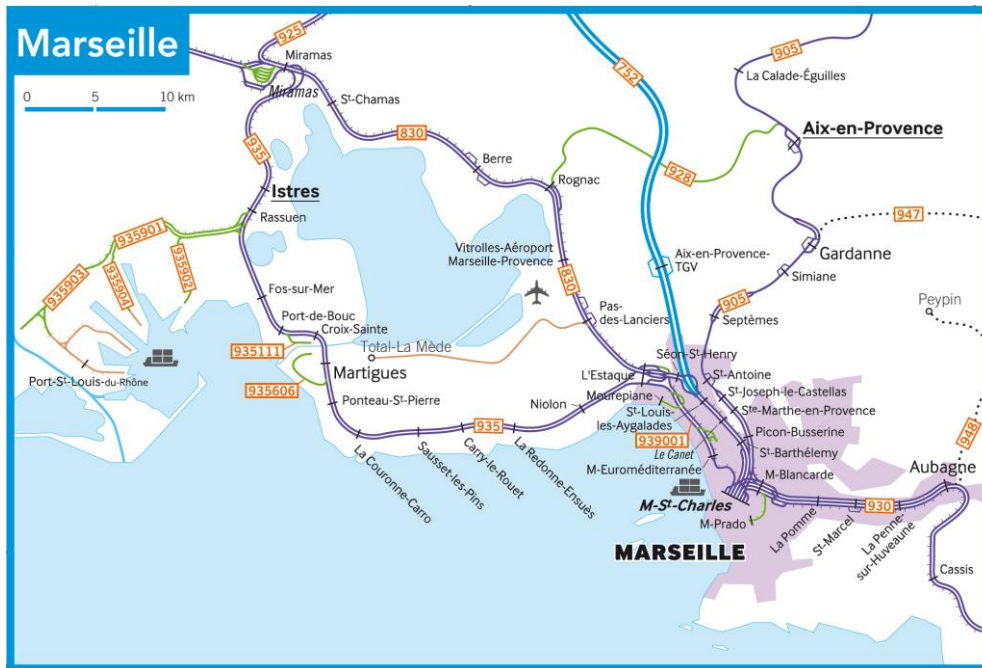 Marseille
0 5 10 km
925
Miramas
Miramas
752
905
La Calade-Éguilles
Sᵗ-Chamas
830
Aix-en-Provence
935
Berre
928
Istres
Rognac
Rassuen
947
935901
935902
935903
935904
Vitrolles-Aéroport
Marseille-Provence
Aix-en-Provence-
TGV
Gardanne
Simiane
830
Fos-sur-Mer
905
Peypin
Pas-
des-Lanciers
Septèmes
Port-de-Bouc
Croix-Sainte
Total-La Mède
935111
Séon-Sᵗ-Henry
Port-Sᵗ-Louis-du-Rhône
Martigues
L'Estaque
Sᵗ-Antoine
935606
Mourepiane
Sᵗ-Joseph-le-Castellas
Ponteau-Sᵗ-Pierre
Niolon
Sᵗ-Louis-
les-Aygalades
Sᵗᵉ-Marthe-en-Provence
935
939001
Picon-Busserine
Le Canet
Sᵗ-Barthélemy
948
La Couronne-Carro
Sausset-les-Pins
Carry-le-Rouet
La Redonne-Ensuès
M-Euroméditerranée
M-Blancarde
Aubagne
M-Sᵗ-Charles
930
M-Prado
La Pomme
Sᵗ-Marcel
La Penne-
sur-Huveaune
MARSEILLE
Cassis